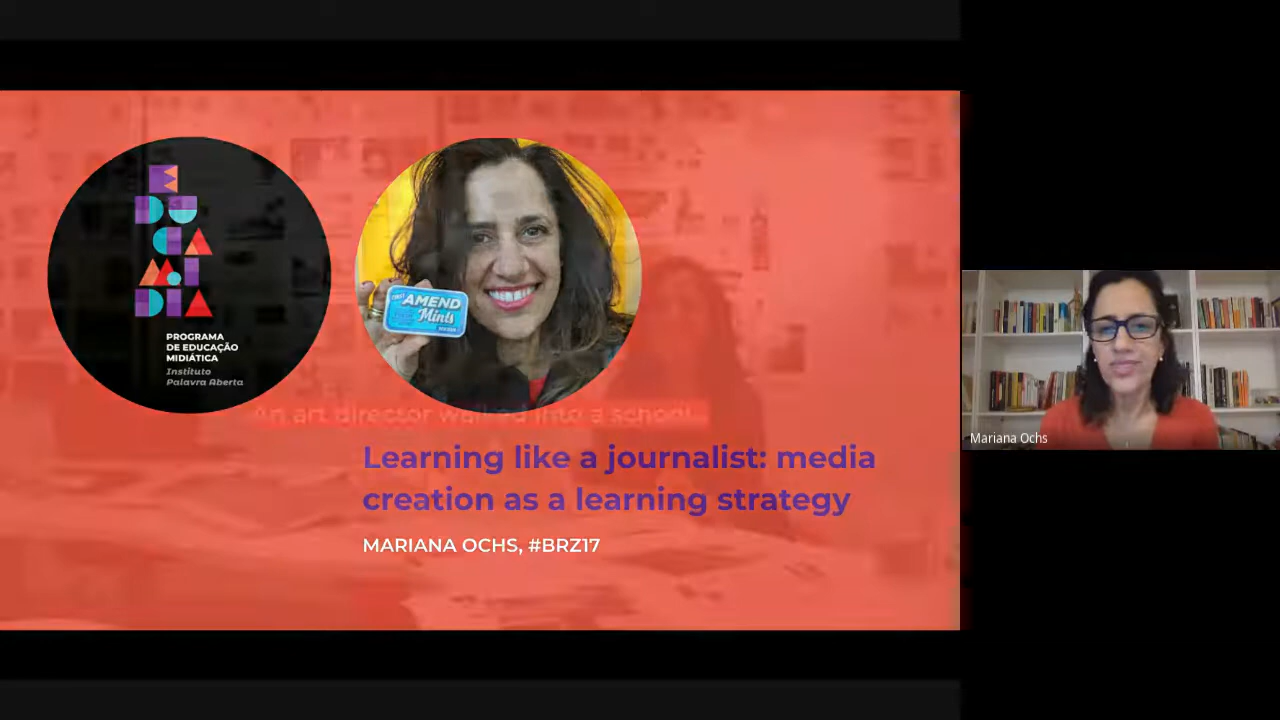 E
DU
CA
MI
DIA
PROGRAMA
DE EDUCAÇÃO
MIDIÁTICA
Instituto
Palavra Aberta
FIRST
AMEND
Mints
An art director walked into a school...
Learning like a journalist: media
creation as a learning strategy
MARIANA OCHS, #BRZ17
Mariana Ochs